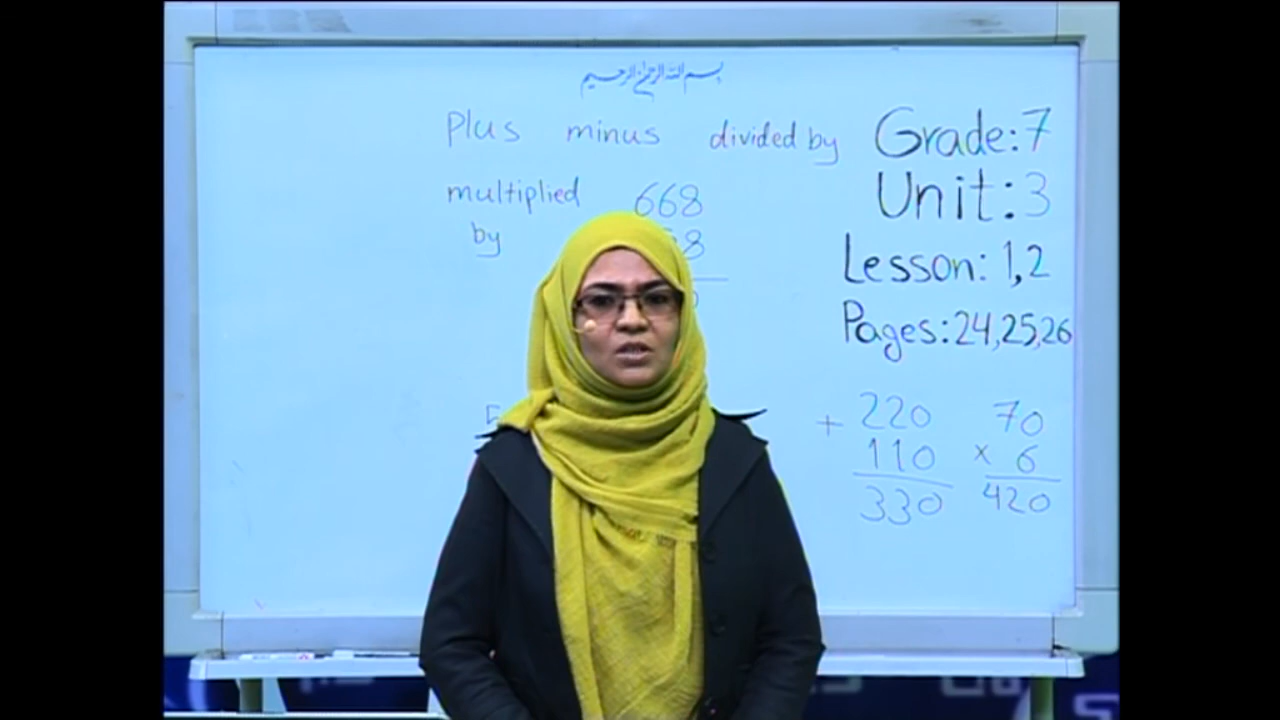 بسم الله الرحمن الرحيم
Plus minus divided by
multiplied
by
668
8
Grade: 7
Unit: 3
Lesson: 1,2
Pages: 24,25,26
+ 220
110
330
70
× 6
420